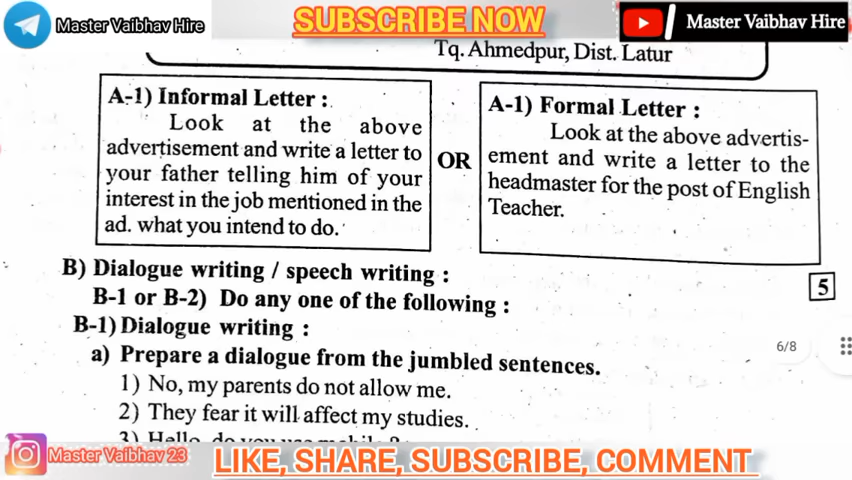 Master Vaibhav Hire
SUBSCRIBE NOW
Master Vaibhav Hire
Tq. Ahmedpur, Dist. Latur
A-1) Informal Letter :
Look at the above
advertisement and write a letter to
your father telling him of your
interest in the job mentioned in the
ad. what you intend to do.
OR
A-1) Formal Letter :
Look at the above advertis-
ement and write a letter to the
headmaster for the post of English
Teacher.
B) Dialogue writing / speech writing :
5
B-1 or B-2) Do any one of the following :
B-1) Dialogue writing :
a) Prepare a dialogue from the jumbled sentences.
6/8
1) No, my parents do not allow me.
2) They fear it will affect my studies.
3) Hello, do you use mobile?
Master Vaibhav 23
LIKE, SHARE, SUBSCRIBE, COMMENT